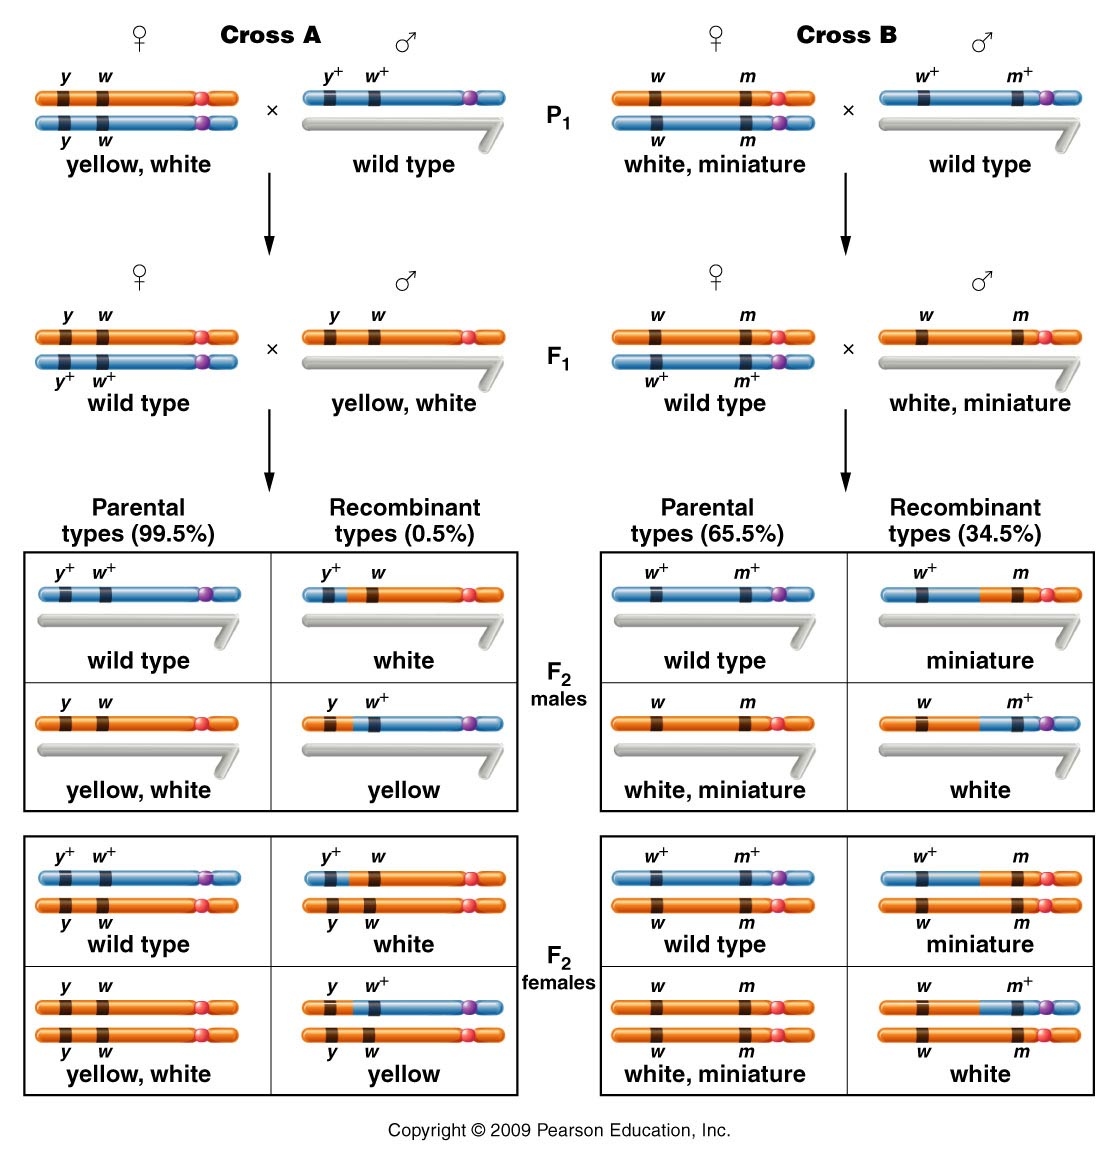 ♀ Cross A ♂
♀ Cross B ♂
y w
y+ w+
w m
w+ m+
×
P1
×
y w
w m
yellow, white
wild type
white, miniature
wild type
♀ ♂
♀ ♂
y w
y w
w m
w m
×
F1
×
y+ w+
w+ m+
wild type
yellow, white
wild type
white, miniature
Parental
types (99.5%)
Recombinant
types (0.5%)
Parental
types (65.5%)
Recombinant
types (34.5%)
y+ w+
y+ w
w+ m+
w+ m
wild type
white
wild type
miniature
F2
males
y w
y w+
w m
w m+
yellow, white
yellow
white, miniature
white
y+ w+
y+ w
w+ m+
w+ m
y w
y w
w m
w m
wild type
white
wild type
miniature
F2
females
y w
y w+
w m
w m+
y w
y w
w m
w m
yellow, white
yellow
white, miniature
white
Copyright © 2009 Pearson Education, Inc.